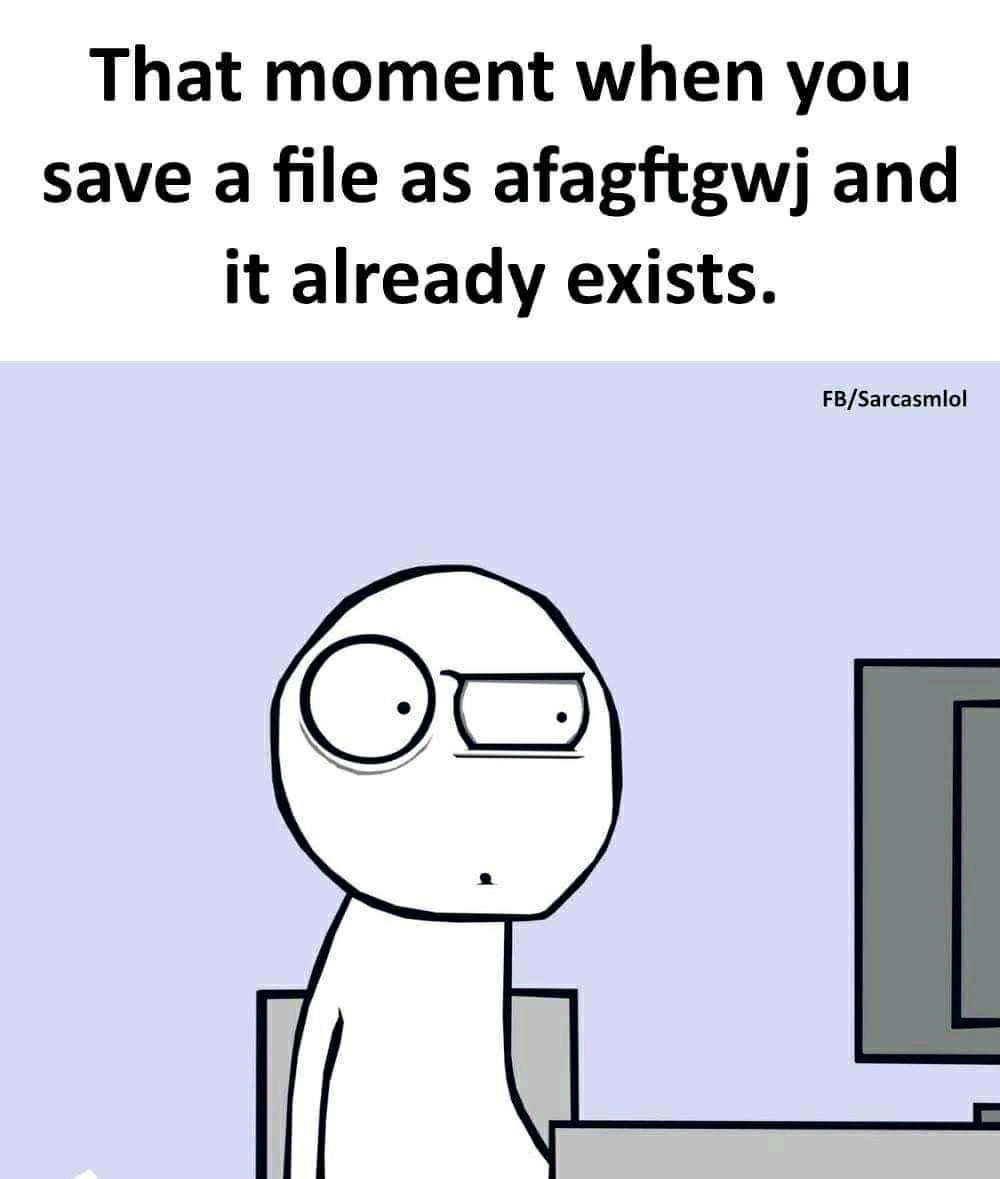 That moment when you
save a file as afagftgwj and
it already exists.
FB/Sarcasmlol